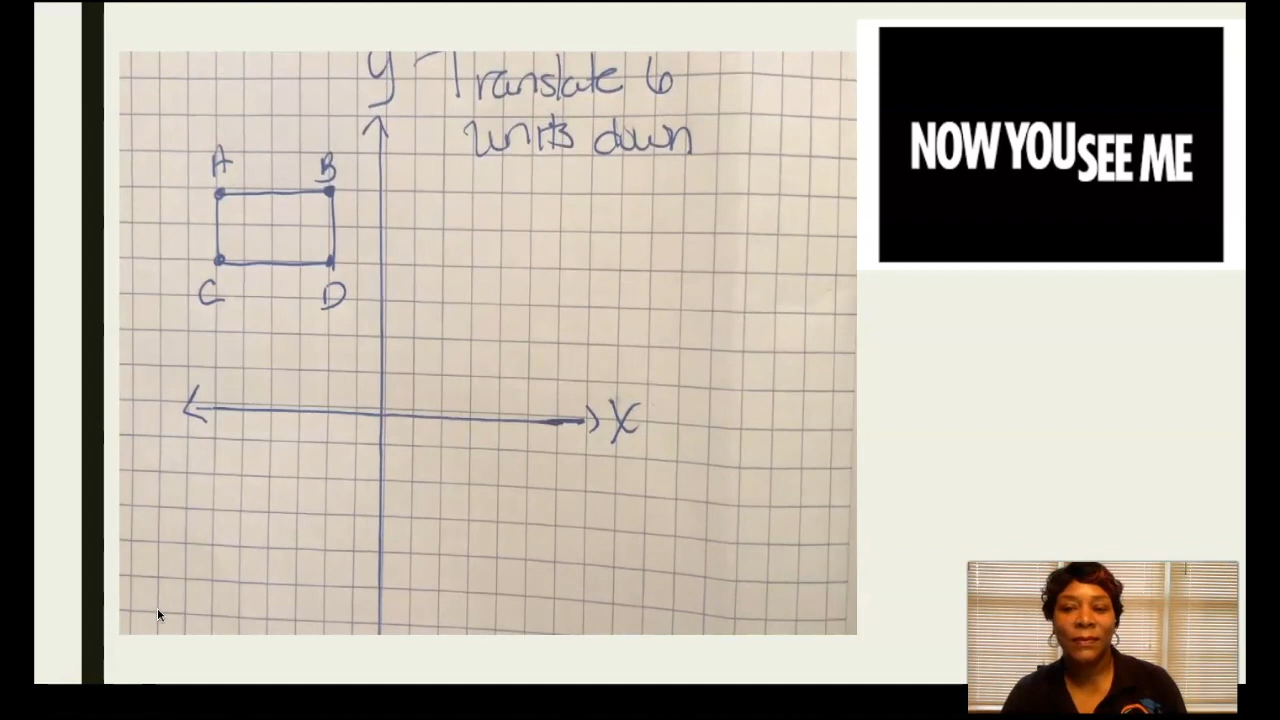 y Translate 6
units down
A B
C D
X
NOW YOU SEE ME